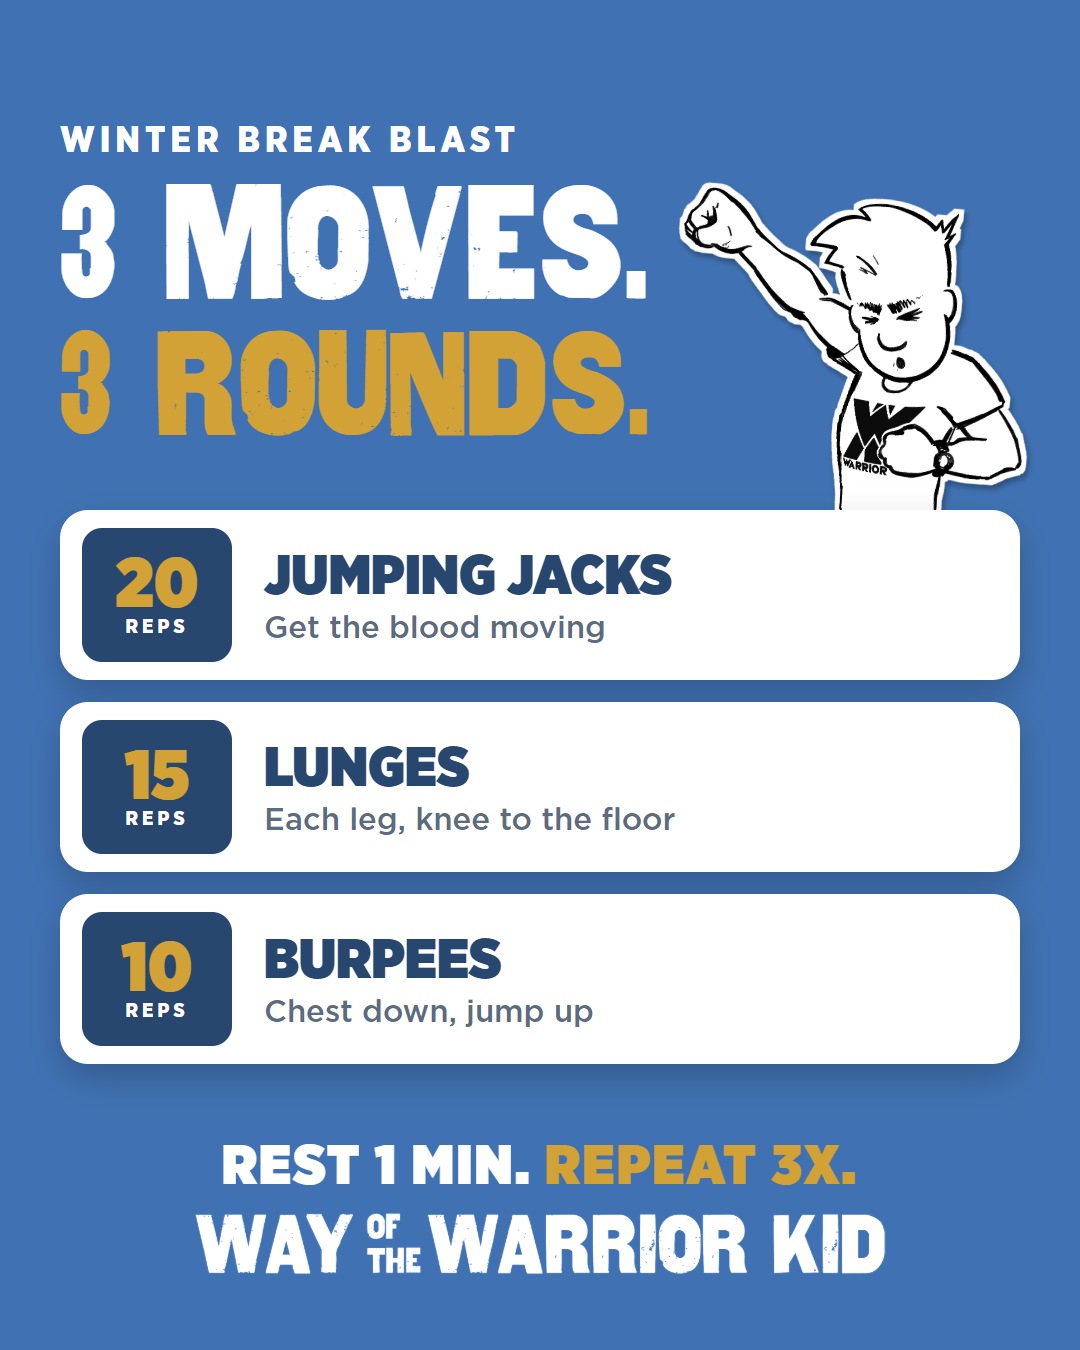 WINTER BREAK BLAST
3 MOVES.
3 ROUNDS.
WARRIOR
20
REPS
JUMPING JACKS
Get the blood moving
15
REPS
LUNGES
Each leg, knee to the floor
10
REPS
BURPEES
Chest down, jump up
REST 1 MIN. REPEAT 3X.
WAY OF THE WARRIOR KID